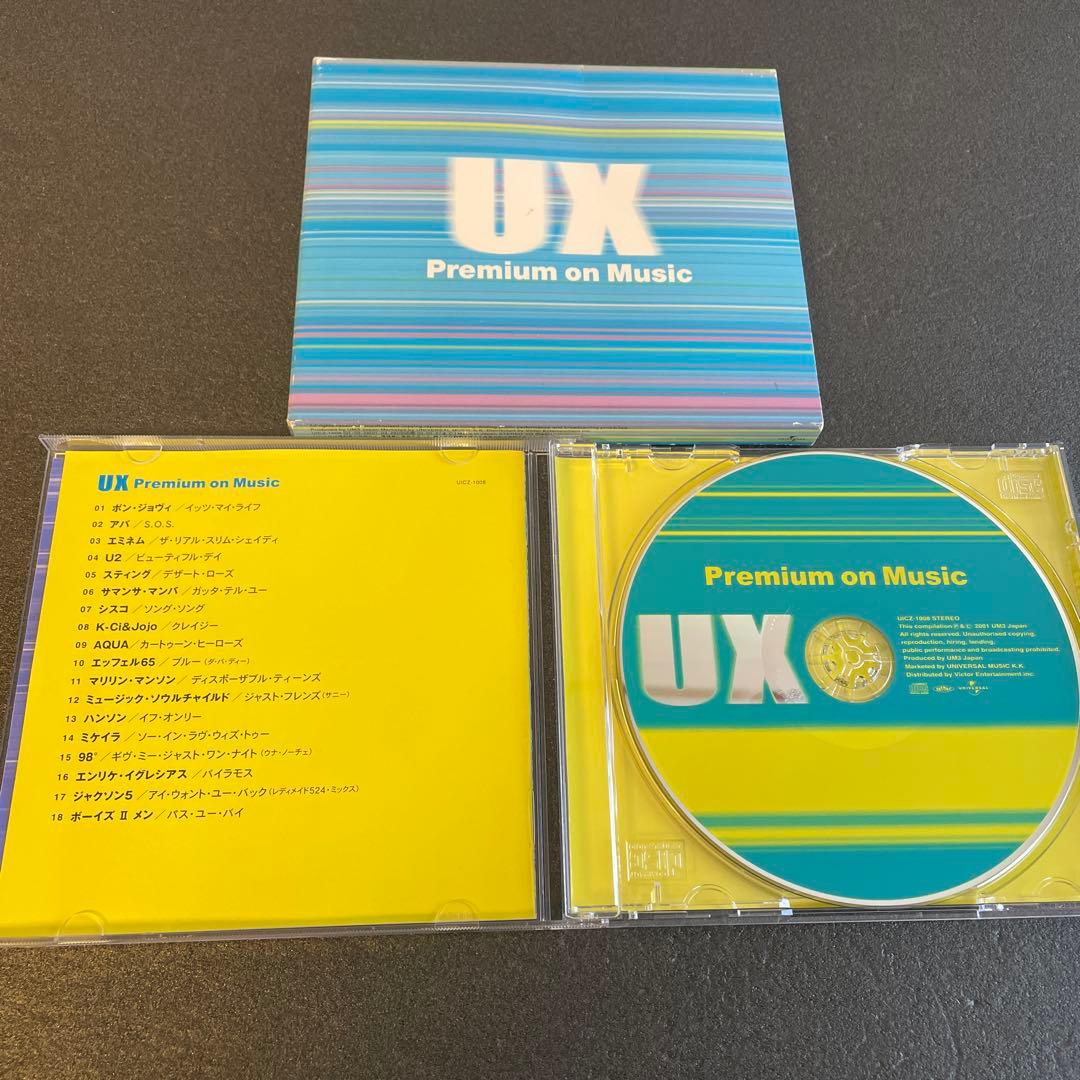 UX
Premium on Music
UX Premium on Music
UICZ-1008
01 ボン・ジョヴィ／イッツ・マイ・ライフ
02 アバ／S.O.S.
03 エミネム／ザ・リアル・スリム・シェイディ
04 U2／ビューティフル・デイ
05 スティング／デザート・ローズ
06 サマンサ・マンバ／ガッタ・テル・ユー
07 シスコ／ソング・ソング
08 K-Ci&Jojo／クレイジー
09 AQUA／カートゥーン・ヒーローズ
10 エッフェル65／ブルー（ダ・バ・ディー）
11 マリリン・マンソン／ディスポーザブル・ティーンズ
12 ミュージック・ソウルチャイルド／ジャスト・フレンズ（サニー）
13 ハンソン／イフ・オンリー
14 ミケイラ／ソー・イン・ラヴ・ウィズ・トゥー
15 98°／ギヴ・ミー・ジャスト・ワン・ナイト（ウナ・ノーチェ）
16 エンリケ・イグレシアス／バイラモス
17 ジャクソン5／アイ・ウォント・ユー・バック（レディメイド524・ミックス）
18 ボーイズ II メン／パス・ユー・バイ
Premium on Music
UX
UICZ-1008 STEREO
This compilation ℗ & © 2001 UM3 Japan
All rights reserved. Unauthorised copying,
reproduction, hiring, lending,
public performance and broadcasting prohibited.
Produced by UM3 Japan
Marketed by UNIVERSAL MUSIC K.K.
Distributed by Victor Entertainment inc.
UNIVERSAL